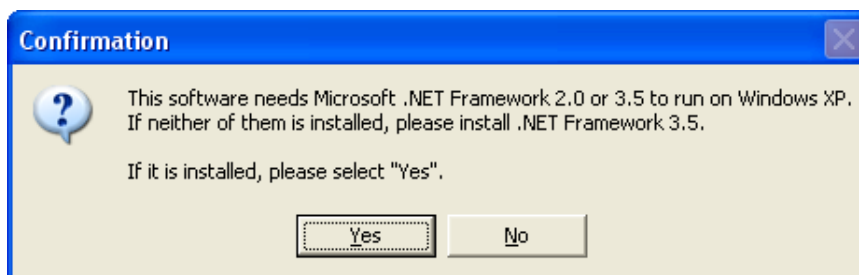 Confirmation
?
This software needs Microsoft .NET Framework 2.0 or 3.5 to run on Windows XP.
If neither of them is installed, please install .NET Framework 3.5.
If it is installed, please select "Yes".
Yes
No